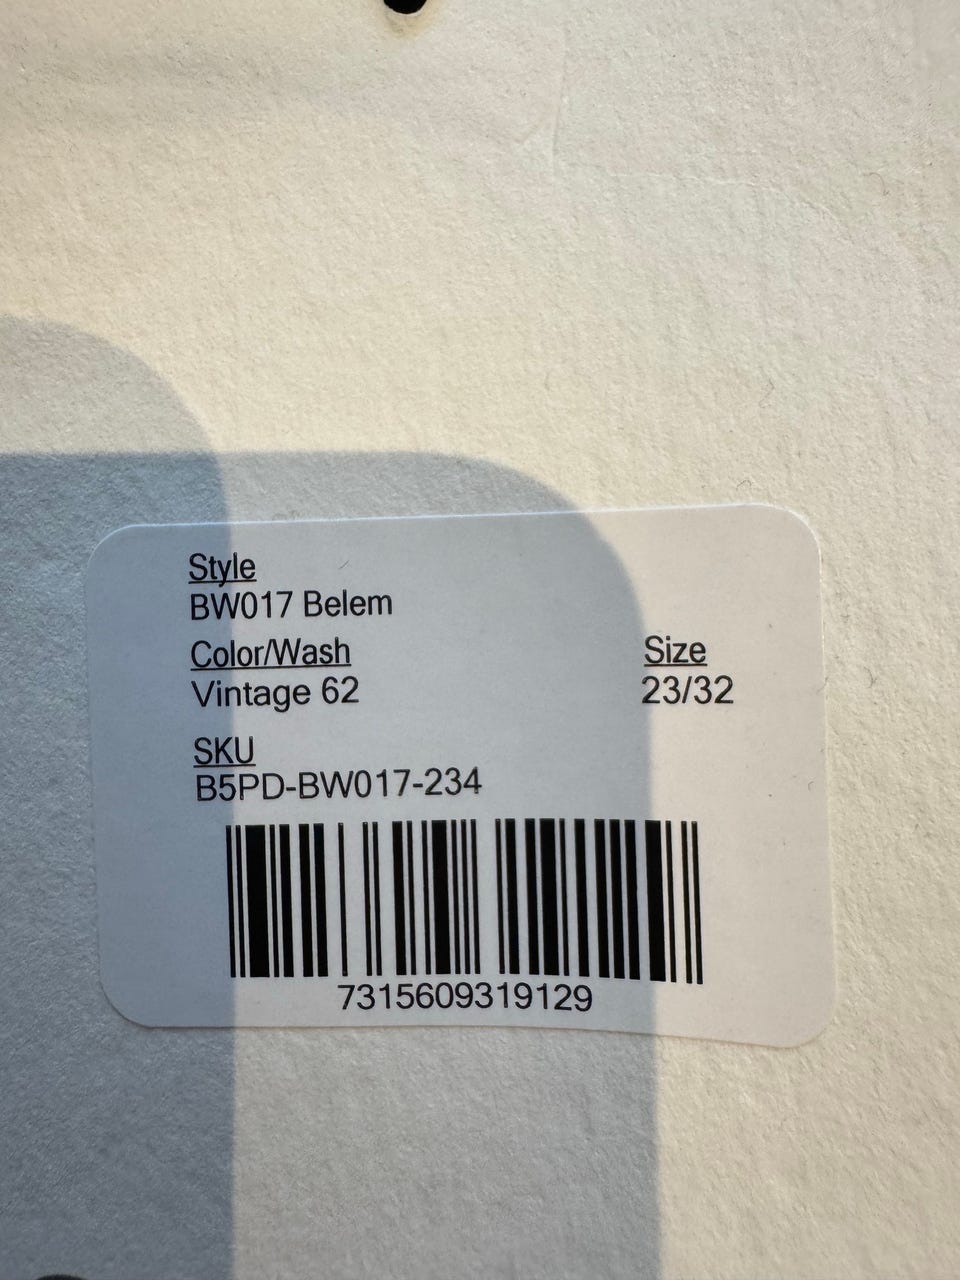 Style
BW017 Belem
Color/Wash
Vintage 62
Size
23/32
SKU
B5PD-BW017-234
7315609319129